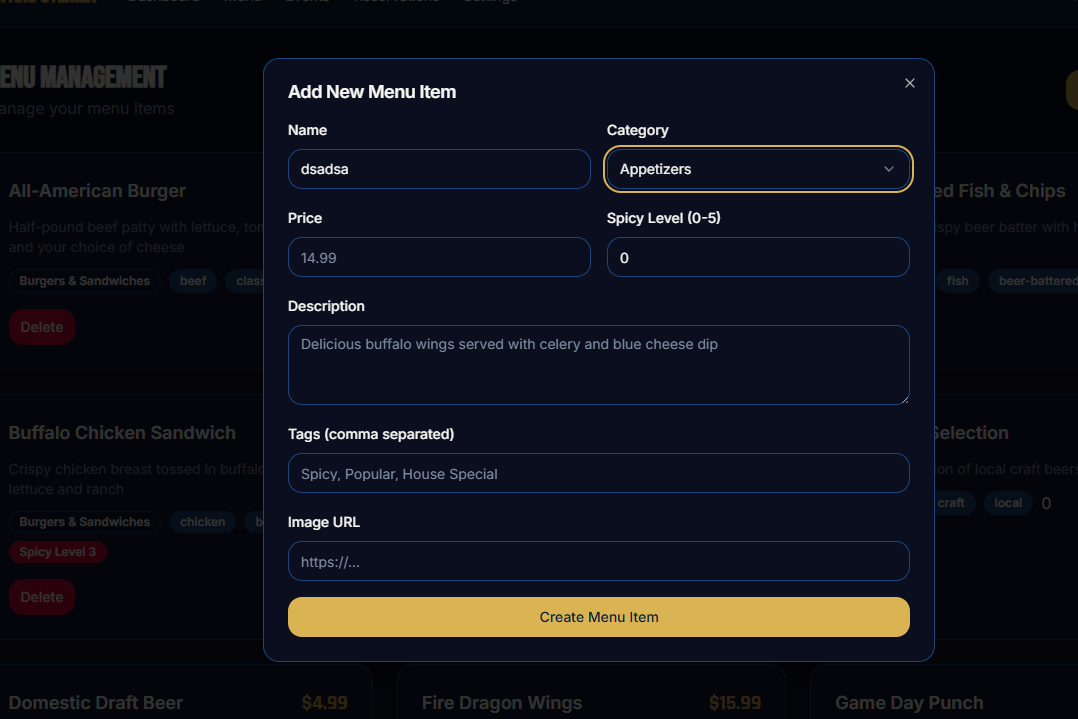 Dashboard Menu Events Reservations Settings
ENU MANAGEMENT
anage your menu items
Add New Menu Item
Name
Category
dsadsa
Appetizers
Price
Spicy Level (0-5)
14.99
0
Description
Delicious buffalo wings served with celery and blue cheese dip
Tags (comma separated)
Spicy, Popular, House Special
Image URL
https://...
Create Menu Item
All-American Burger
Half-pound beef patty with lettuce, tom
and your choice of cheese
Burgers & Sandwiches beef class
Delete
ed Fish & Chips
spy beer batter with h
fish beer-battered
Buffalo Chicken Sandwich
Crispy chicken breast tossed in buffalo
lettuce and ranch
Burgers & Sandwiches chicken b
Spicy Level 3
Delete
Selection
on of local craft beers
craft local 0
Domestic Draft Beer $4.99
Fire Dragon Wings $15.99
Game Day Punch